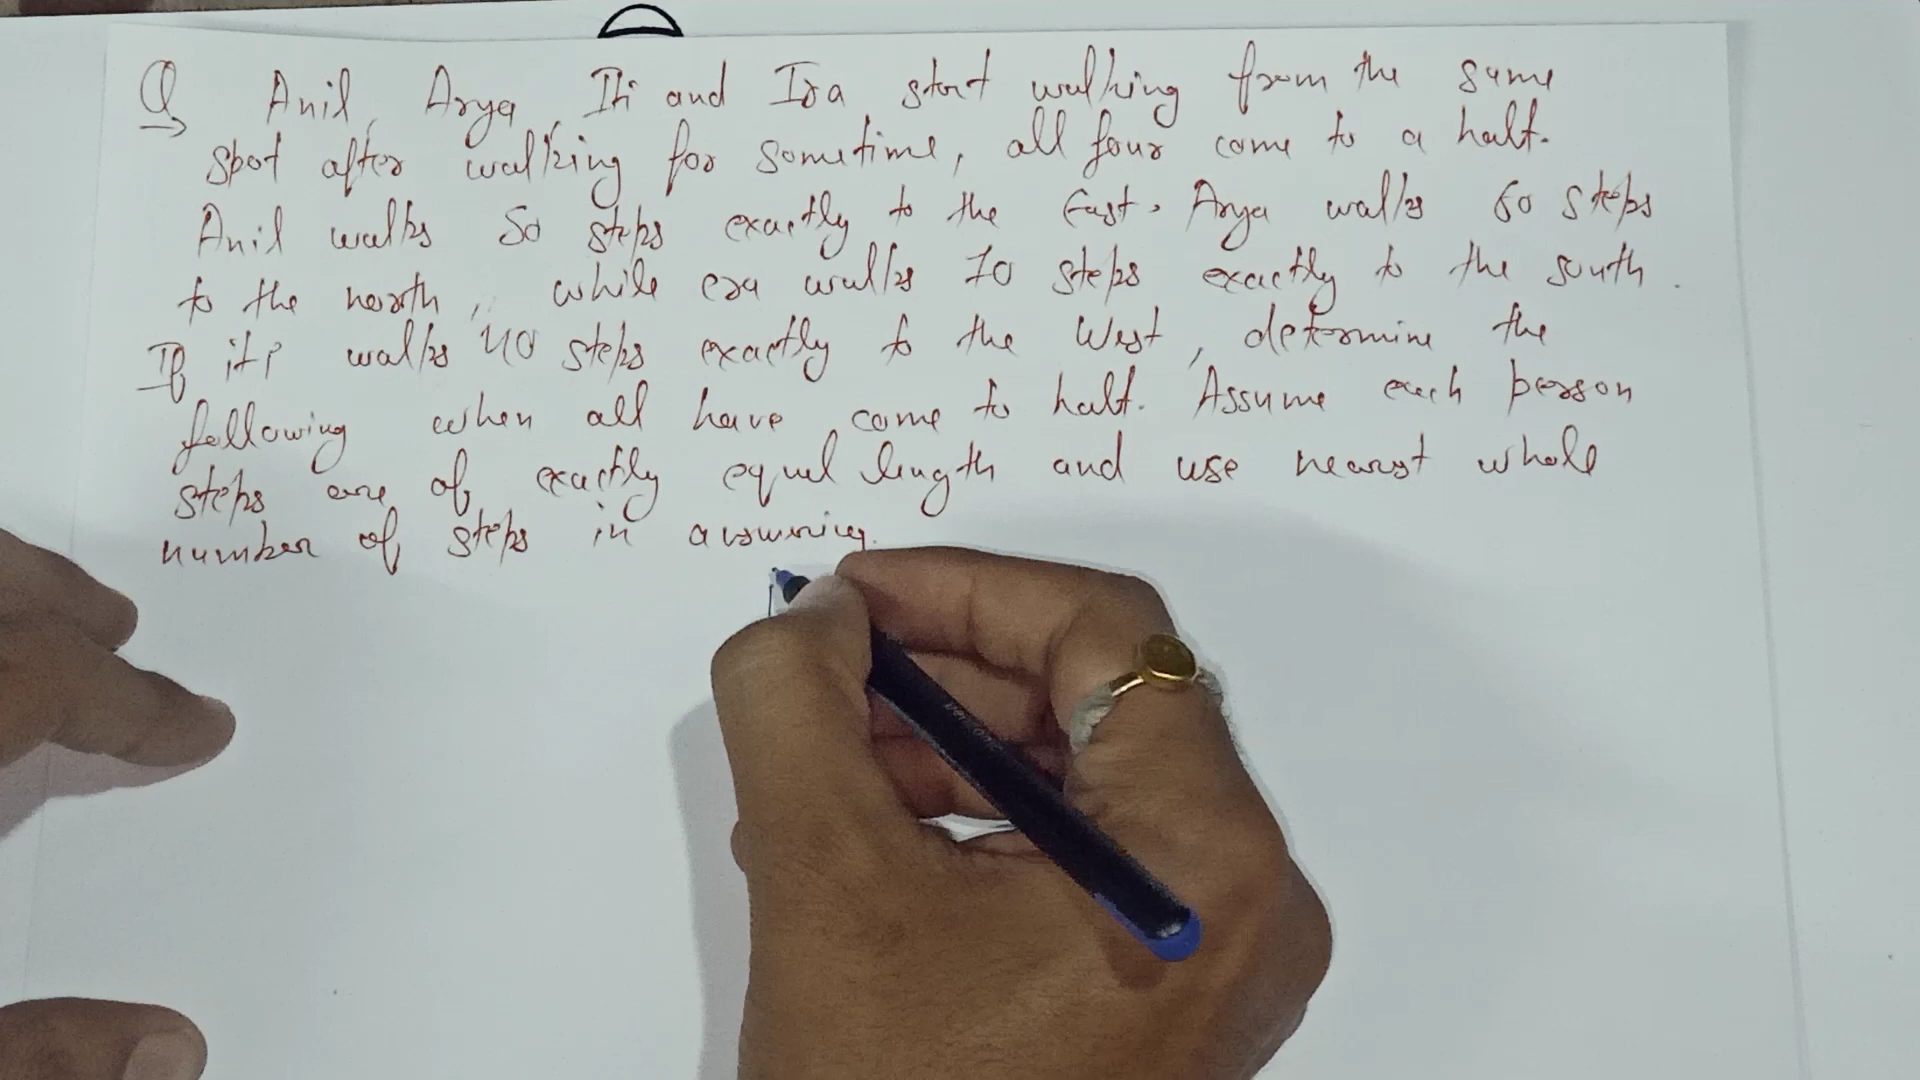 Q Anil, Arya, Iti and Ira start walking from the same
spot after walking for sometime, all four come to a halt.
Anil walks 50 steps exactly to the East. Arya walks 60 steps
to the north, while era walks 70 steps exactly to the south.
If iti walks 40 steps exactly to the West, determine the
following when all have come to halt. Assume each person
steps are of exactly equal length and use nearest whole
number of steps in